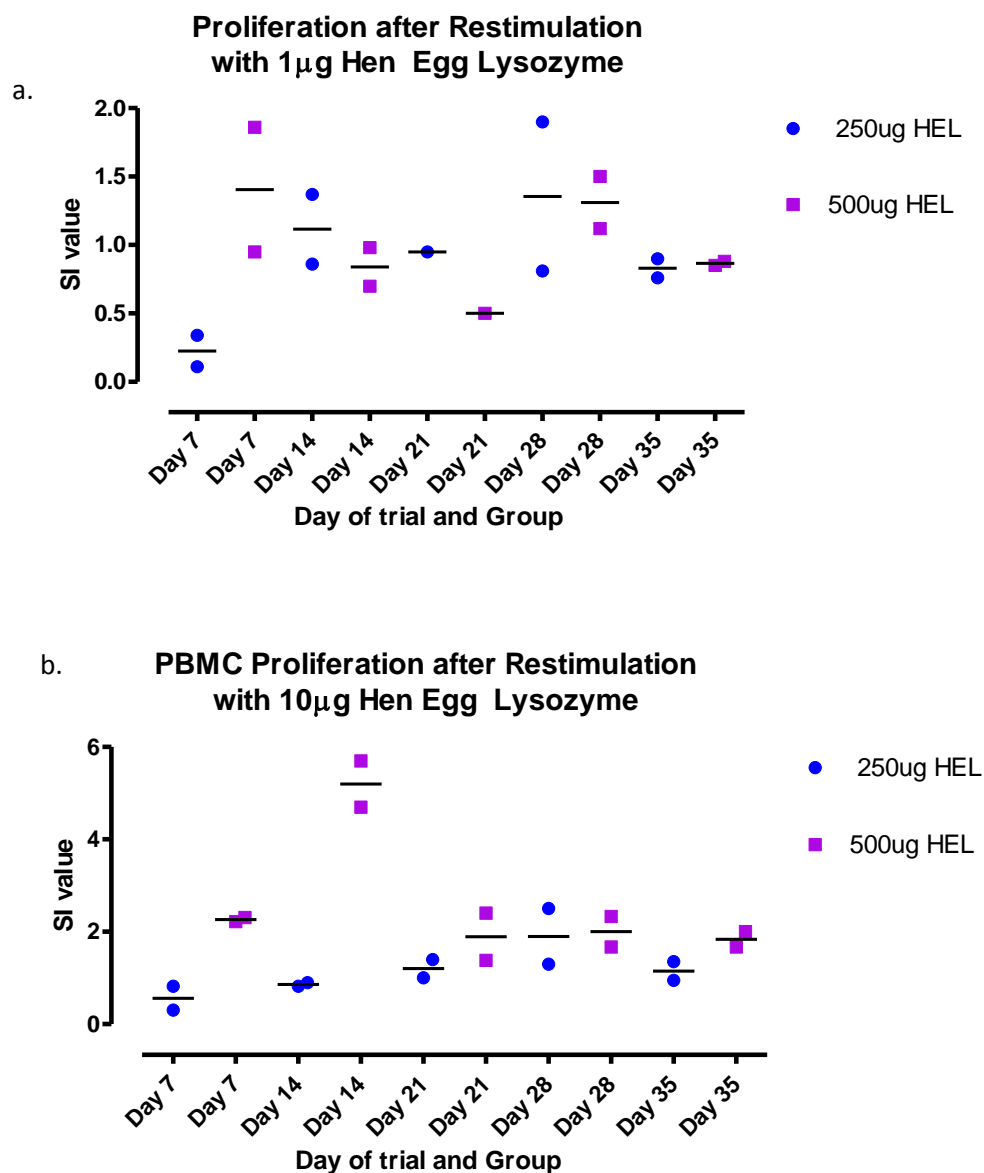 a.
Proliferation after Restimulation
with 1μg Hen Egg Lysozyme
2.0
1.5
1.0
0.5
0.0
SI value
Day 7
Day 7
Day 14
Day 14
Day 21
Day 21
Day 28
Day 28
Day 35
Day 35
Day of trial and Group
250ug HEL
500ug HEL
b.
PBMC Proliferation after Restimulation
with 10μg Hen Egg Lysozyme
6
4
2
0
SI value
Day 7
Day 7
Day 14
Day 14
Day 21
Day 21
Day 28
Day 28
Day 35
Day 35
Day of trial and Group
250ug HEL
500ug HEL